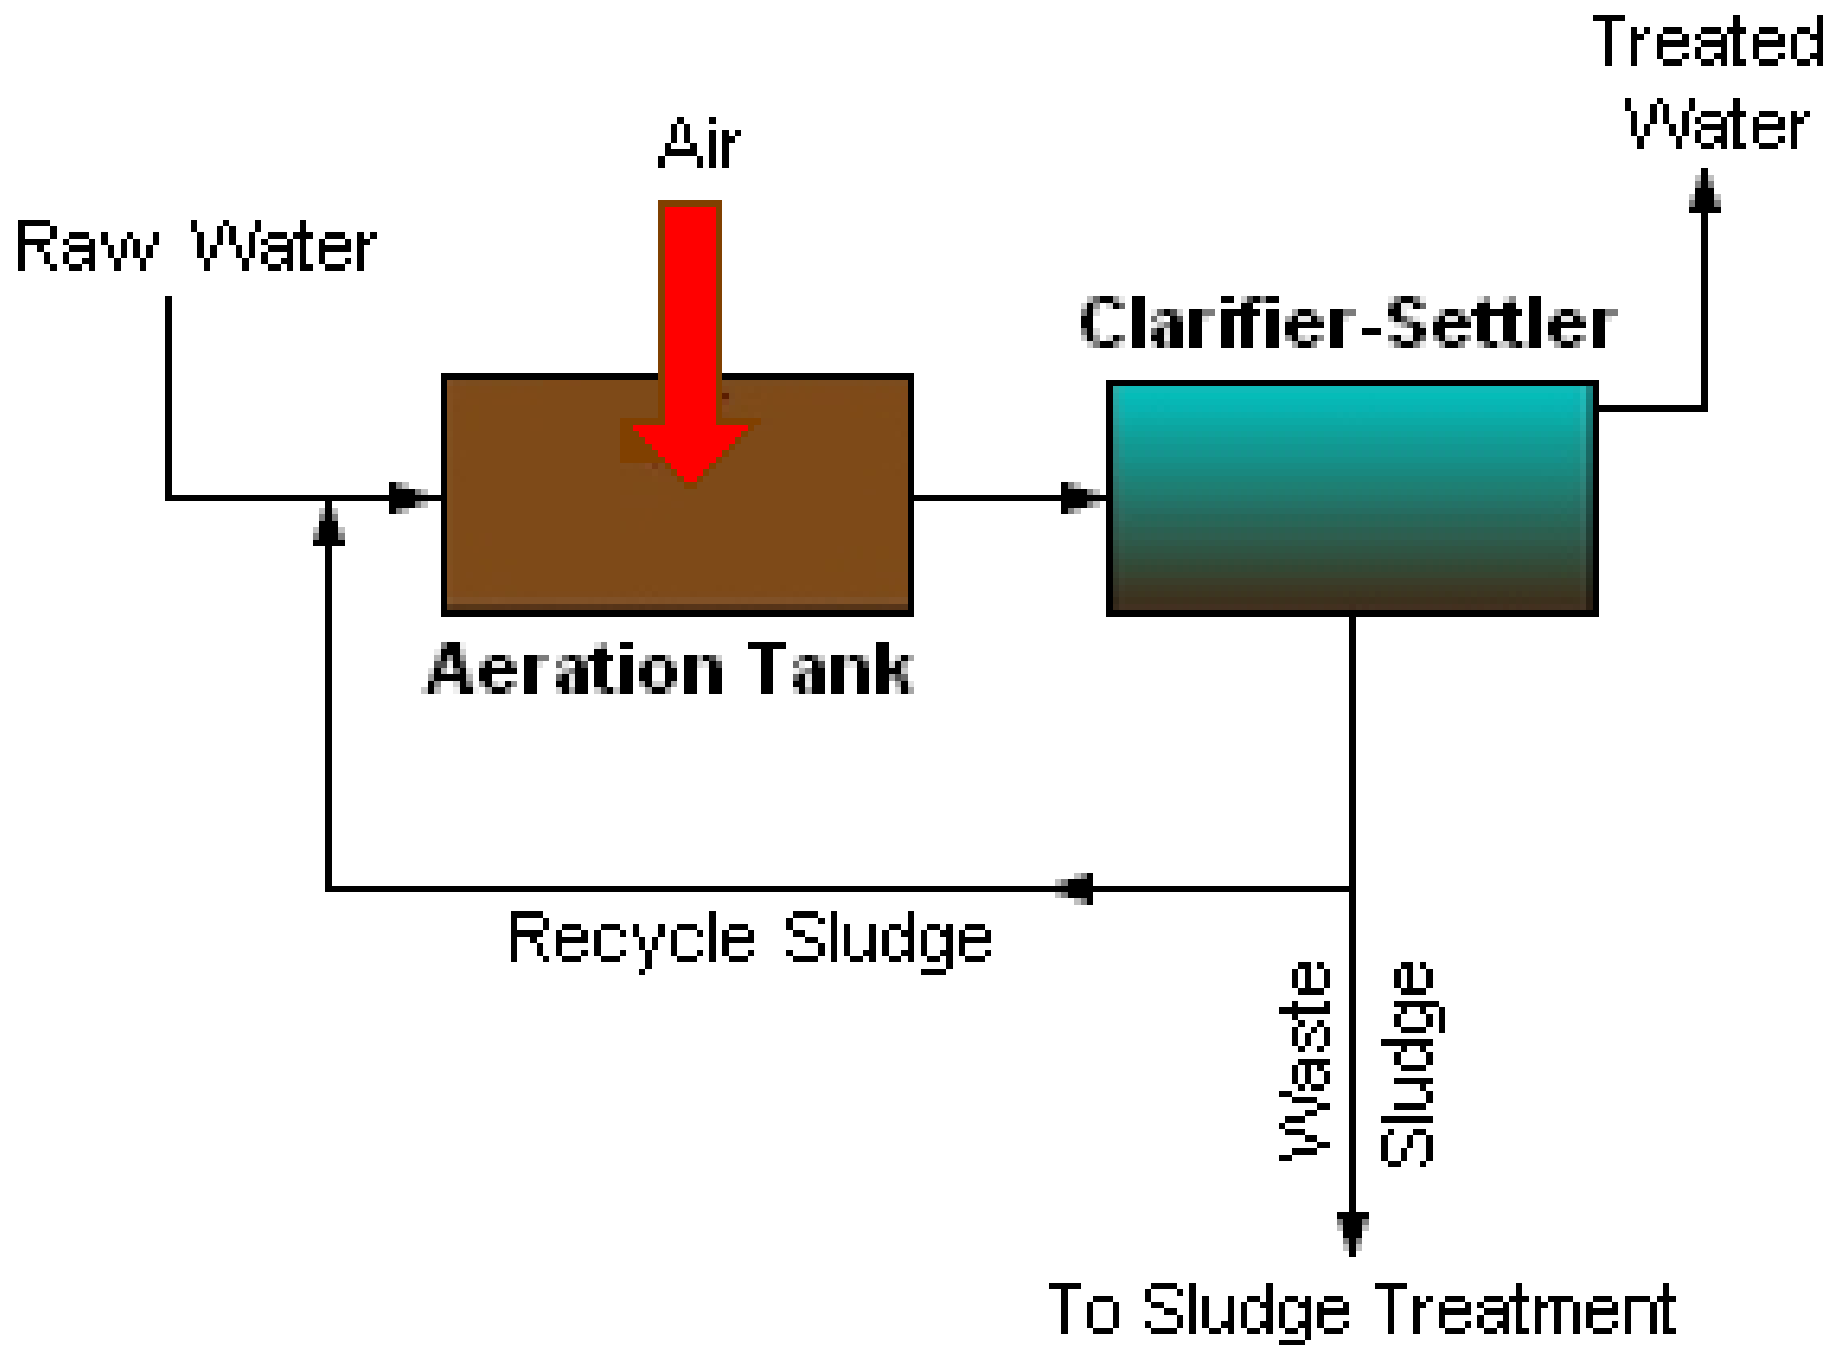 Treated
Water
Air
Raw Water
Clarifier-Settler
Aeration Tank
Recycle Sludge
Waste
Sludge
To Sludge Treatment